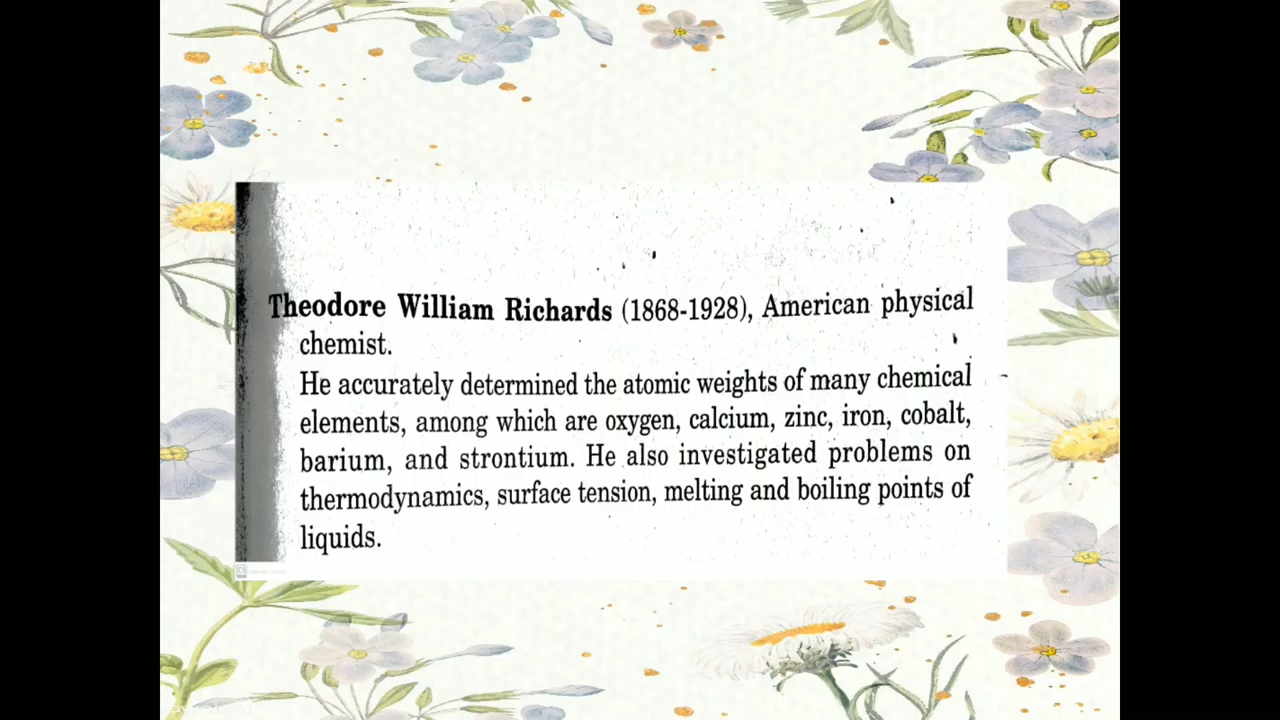 Theodore William Richards (1868-1928), American physical
chemist.
He accurately determined the atomic weights of many chemical
elements, among which are oxygen, calcium, zinc, iron, cobalt,
barium, and strontium. He also investigated problems on
thermodynamics, surface tension, melting and boiling points of
liquids.